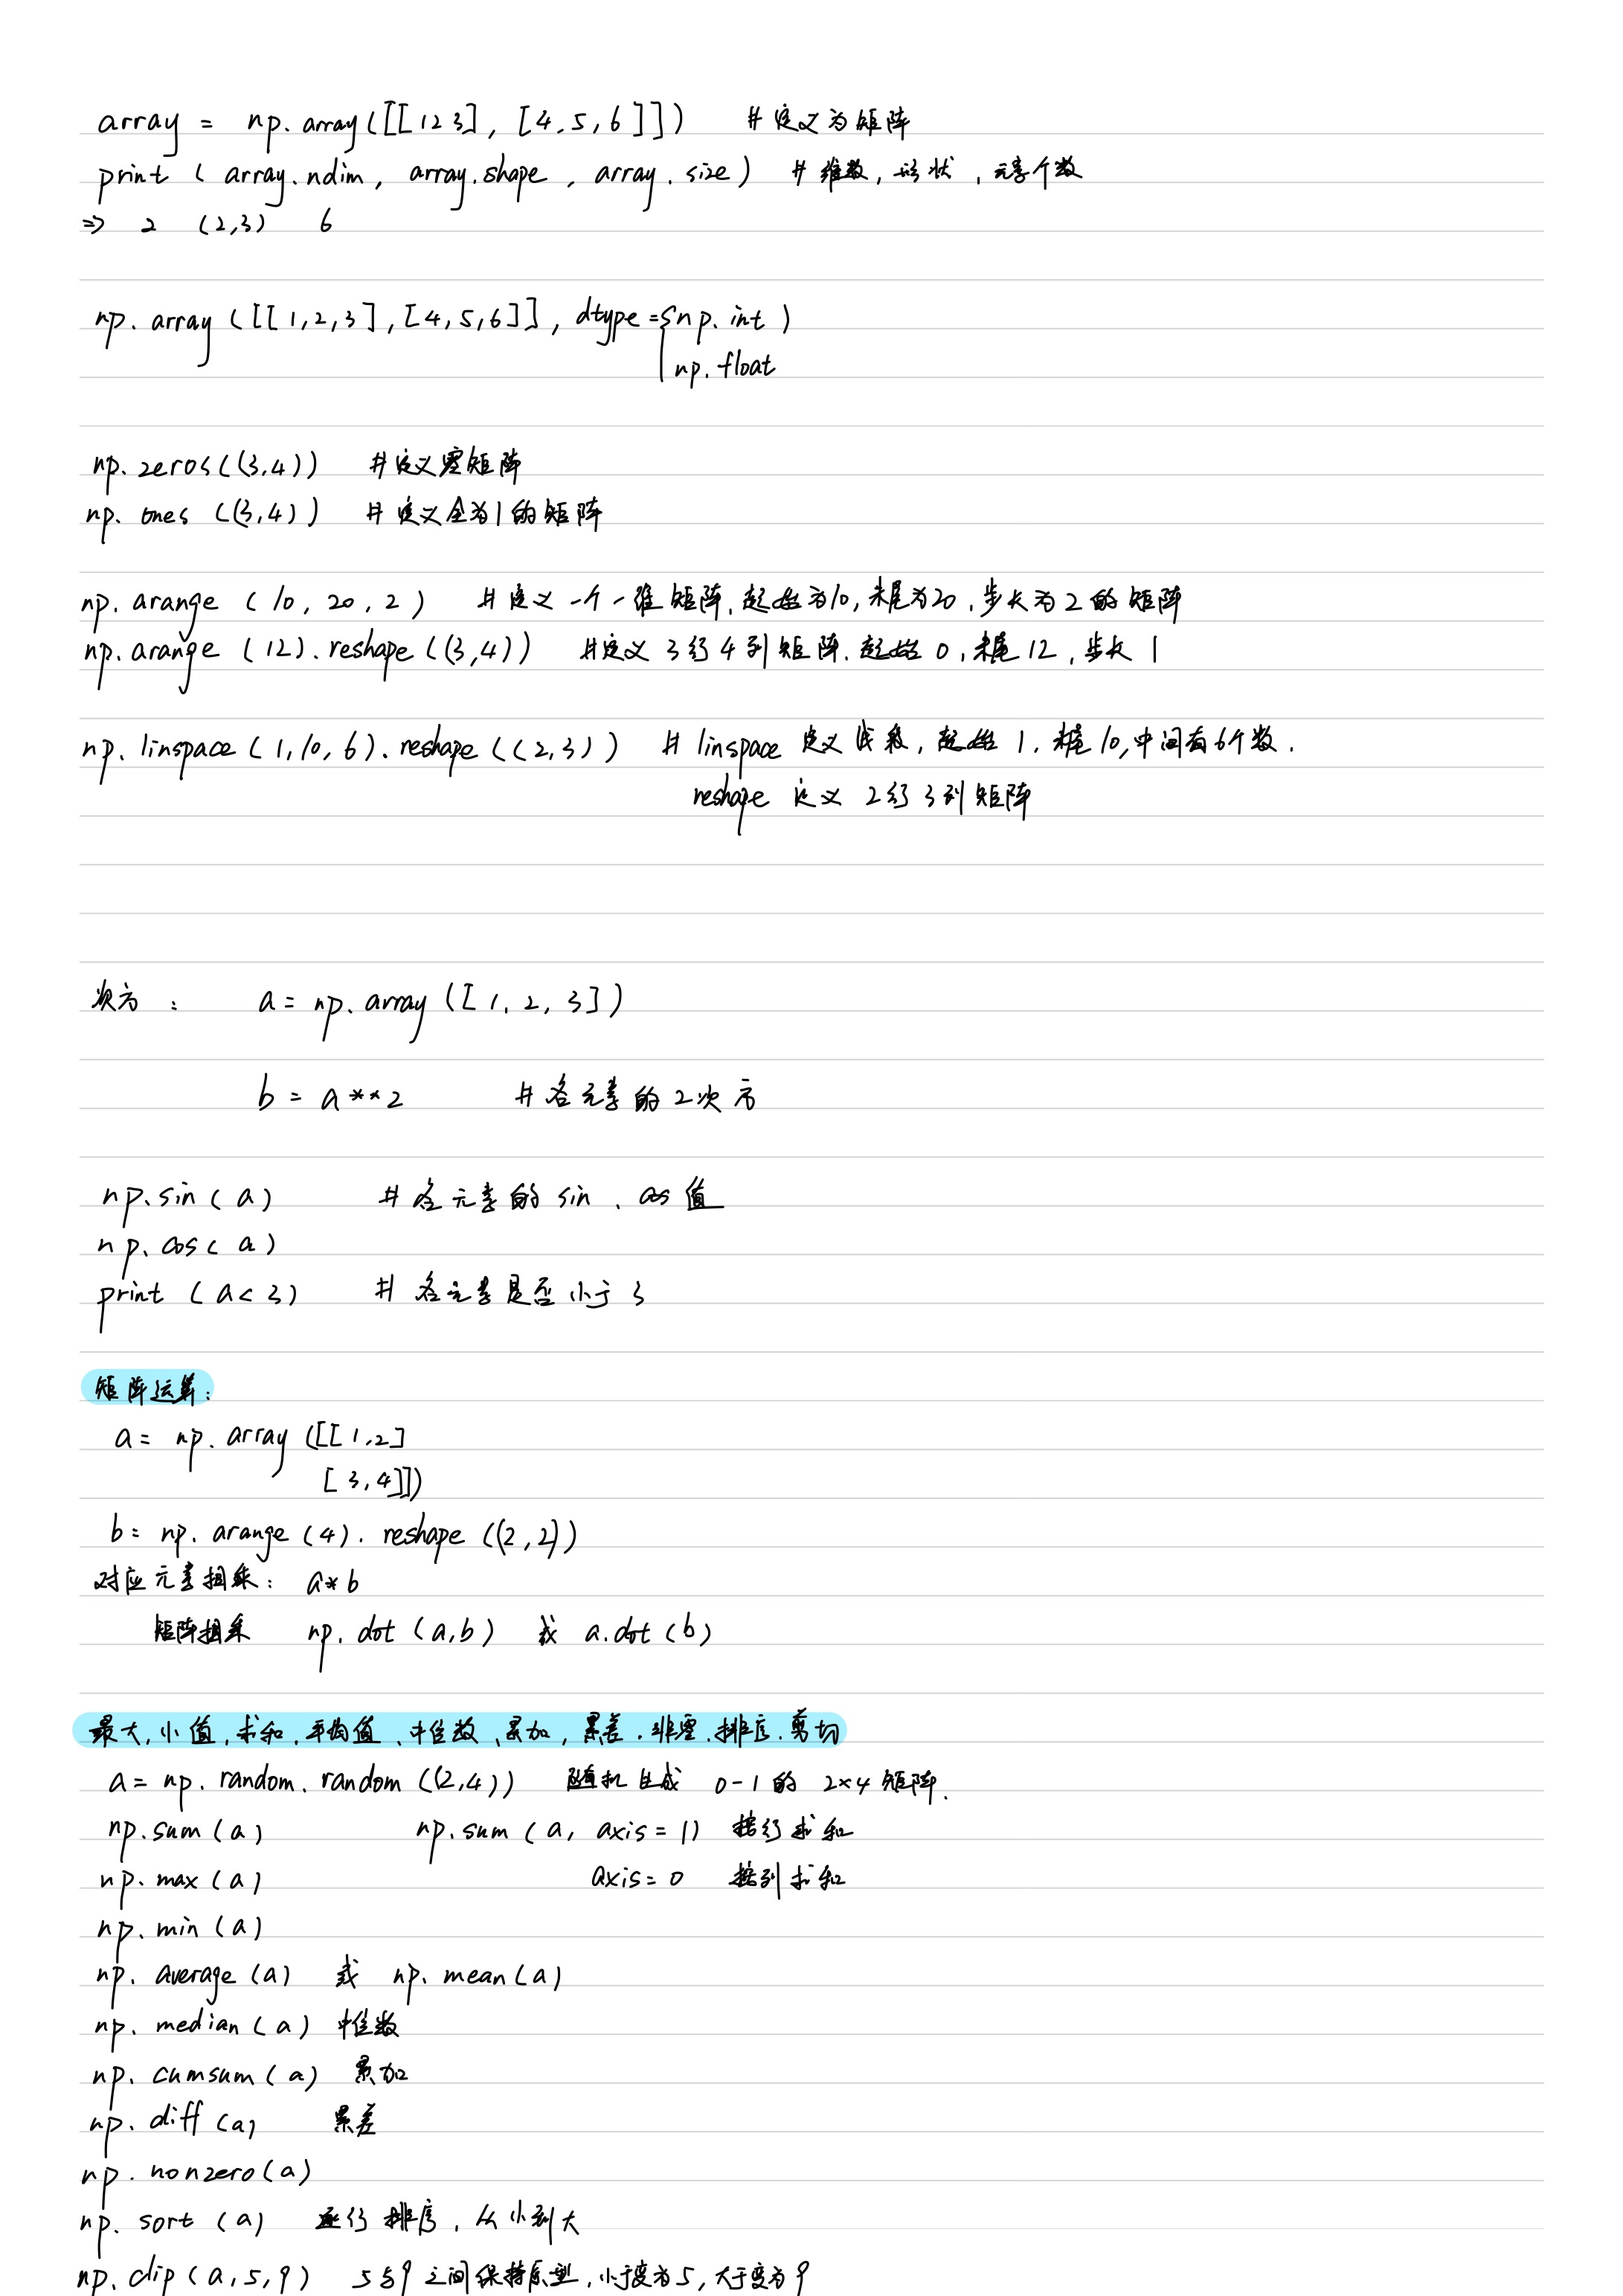 array = np.array([[1 2 3], [4,5,6]]) # 定义为矩阵
print ( array.ndim, array.shape, array.size) # 维数, 形状, 元素个数
⇒ 2 (2,3) 6
np.array ([[1,2,3],[4,5,6]], dtype={np.int )
np.float
np.zeros((3,4)) #定义零矩阵
np.ones ((3,4)) # 定义全为1的矩阵
np.arange (10, 20, 2) # 定义一个一维矩阵,起始为10,末尾为20,步长为2的矩阵
np.arange (12).reshape((3,4)) #定义3行4列矩阵.起始0,末尾12,步长1
np.linspace(1,10,6).reshape((2,3)) # linspace 定义线段,起始1,末尾10,中间有6个数.
reshape 定义 2行3列矩阵
次方: a = np.array ([1, 2, 3])
b = a**2 # 各元素的2次方
np.sin(a) # 各元素的 sin、cos值
np.cos(a)
print (a<3) # 各元素是否小于3
矩阵运算:
a = np.array ([[1,2]
[3,4]])
b= np.arange(4).reshape((2,2))
对应元素相乘: a*b
矩阵相乘 np.dot(a,b) 或 a.dot(b)
最大,小值,求和,平均值、中位数、累加,累差.非零.排序.剪切
a = np.random.random((2,4)) 随机生成 0-1的 2×4矩阵.
np.sum(a) np.sum(a, axis=1) 按行求和
np.max(a) axis=0 按列求和
np.min(a)
np.average(a) 或 np.mean(a)
np.median(a) 中位数
np.cumsum(a) 累加
np.diff(a) 累差
np.nonzero(a)
np.sort (a) 逐行排序,从小到大
np.clip(a,5,9) 5与9之间保持原型,小于变为5,大于变为9